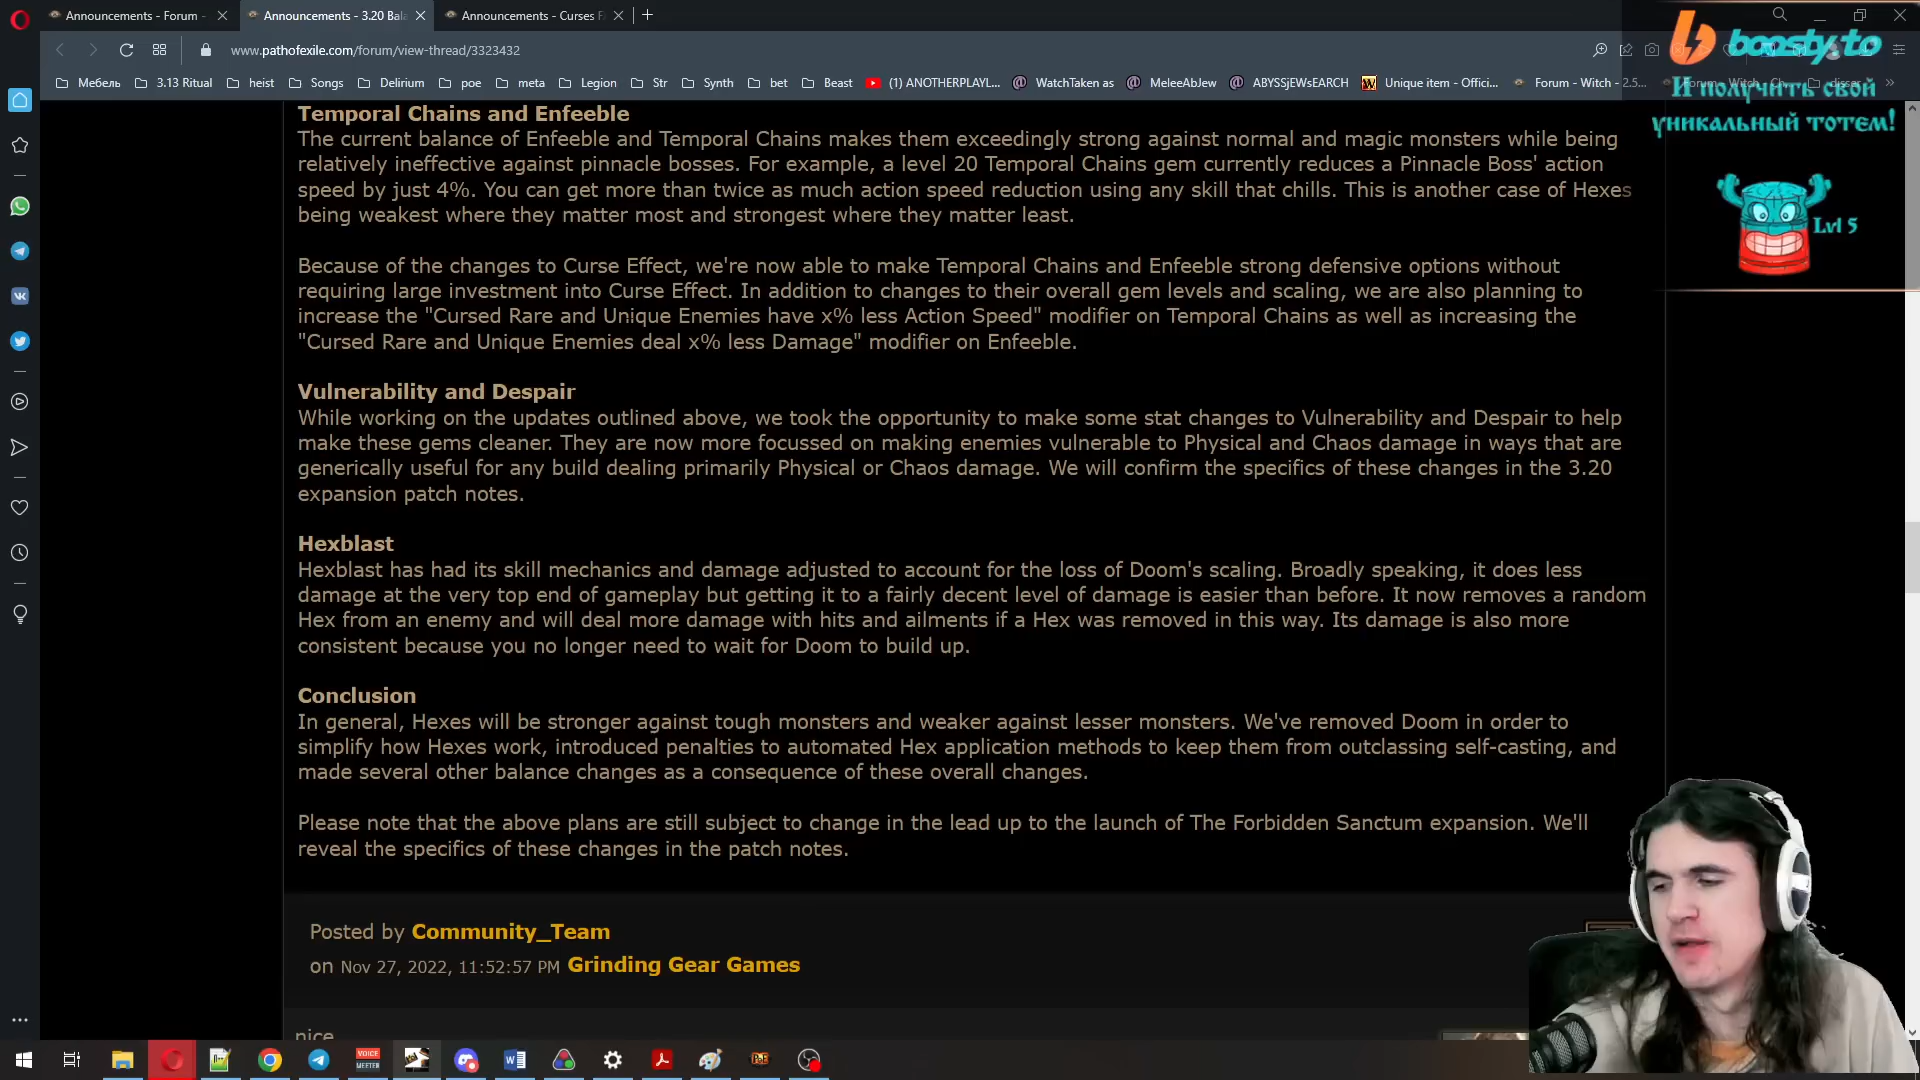 Announcements - Forum -
Announcements - 3.20 Bala
Announcements - Curses F
www.pathofexile.com/forum/view-thread/3323432
Мебель
3.13 Ritual
heist
Songs
Delirium
poe
meta
Legion
Str
Synth
bet
Beast
(1) ANOTHERPLAYL...
WatchTaken as
MeleeAbJew
ABYSSjEWsEARCH
Unique item - Offici...
Forum - Witch - 2.5...
boosty.to
И получить свой
уникальный тотем!
Lvl 5
Temporal Chains and Enfeeble
The current balance of Enfeeble and Temporal Chains makes them exceedingly strong against normal and magic monsters while being
relatively ineffective against pinnacle bosses. For example, a level 20 Temporal Chains gem currently reduces a Pinnacle Boss' action
speed by just 4%. You can get more than twice as much action speed reduction using any skill that chills. This is another case of Hexes
being weakest where they matter most and strongest where they matter least.
Because of the changes to Curse Effect, we're now able to make Temporal Chains and Enfeeble strong defensive options without
requiring large investment into Curse Effect. In addition to changes to their overall gem levels and scaling, we are also planning to
increase the "Cursed Rare and Unique Enemies have x% less Action Speed" modifier on Temporal Chains as well as increasing the
"Cursed Rare and Unique Enemies deal x% less Damage" modifier on Enfeeble.
Vulnerability and Despair
While working on the updates outlined above, we took the opportunity to make some stat changes to Vulnerability and Despair to help
make these gems cleaner. They are now more focussed on making enemies vulnerable to Physical and Chaos damage in ways that are
generically useful for any build dealing primarily Physical or Chaos damage. We will confirm the specifics of these changes in the 3.20
expansion patch notes.
Hexblast
Hexblast has had its skill mechanics and damage adjusted to account for the loss of Doom's scaling. Broadly speaking, it does less
damage at the very top end of gameplay but getting it to a fairly decent level of damage is easier than before. It now removes a random
Hex from an enemy and will deal more damage with hits and ailments if a Hex was removed in this way. Its damage is also more
consistent because you no longer need to wait for Doom to build up.
Conclusion
In general, Hexes will be stronger against tough monsters and weaker against lesser monsters. We've removed Doom in order to
simplify how Hexes work, introduced penalties to automated Hex application methods to keep them from outclassing self-casting, and
made several other balance changes as a consequence of these overall changes.
Please note that the above plans are still subject to change in the lead up to the launch of The Forbidden Sanctum expansion. We'll
reveal the specifics of these changes in the patch notes.
Posted by Community_Team
on Nov 27, 2022, 11:52:57 PM Grinding Gear Games
nice
VOICE
MEETER
PoE